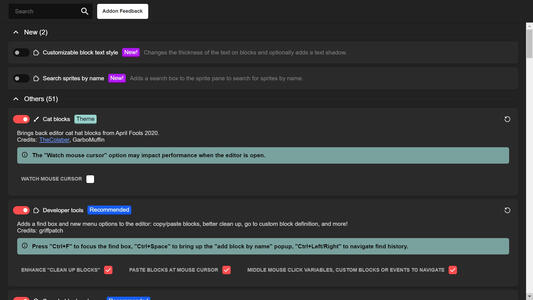 Search
Addon Feedback
New (2)
Customizable block text style New! Changes the thickness of the text on blocks and optionally adds a text shadow.
Search sprites by name New! Adds a search box to the sprite pane to search for sprites by name.
Others (51)
Cat blocks Theme
Brings back editor cat hat blocks from April Fools 2020.
Credits: TheColaber, GarboMuffin
The "Watch mouse cursor" option may impact performance when the editor is open.
WATCH MOUSE CURSOR
Developer tools Recommended
Adds a find box and new menu options to the editor: copy/paste blocks, better clean up, go to custom block definition, and more!
Credits: griffpatch
Press "Ctrl+F" to focus the find box, "Ctrl+Space" to bring up the "add block by name" popup, "Ctrl+Left/Right" to navigate find history.
ENHANCE "CLEAN UP BLOCKS" PASTE BLOCKS AT MOUSE CURSOR MIDDLE MOUSE CLICK VARIABLES, CUSTOM BLOCKS OR EVENTS TO NAVIGATE